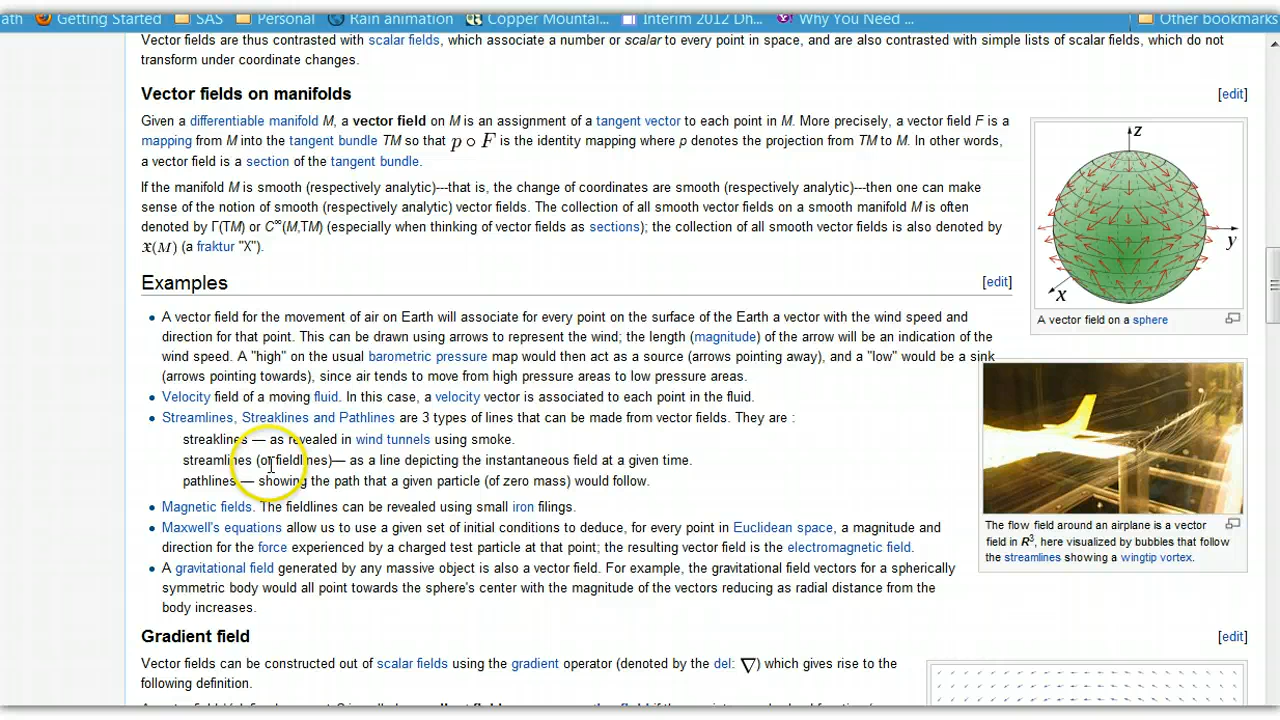 ath Getting Started SAS Personal Rain animation Copper Mountai... Interim 2012 Dh... Why You Need ... Other bookmarks
Vector fields are thus contrasted with scalar fields, which associate a number or scalar to every point in space, and are also contrasted with simple lists of scalar fields, which do not
transform under coordinate changes.
Vector fields on manifolds [edit]
Given a differentiable manifold M, a vector field on M is an assignment of a tangent vector to each point in M. More precisely, a vector field F is a
mapping from M into the tangent bundle TM so that p ∘ F is the identity mapping where p denotes the projection from TM to M. In other words,
a vector field is a section of the tangent bundle.
If the manifold M is smooth (respectively analytic)---that is, the change of coordinates are smooth (respectively analytic)---then one can make
sense of the notion of smooth (respectively analytic) vector fields. The collection of all smooth vector fields on a smooth manifold M is often
denoted by Γ(TM) or C∞(M,TM) (especially when thinking of vector fields as sections); the collection of all smooth vector fields is also denoted by
𝔛(M) (a fraktur "X").
z
y
x
A vector field on a sphere
Examples [edit]
A vector field for the movement of air on Earth will associate for every point on the surface of the Earth a vector with the wind speed and
direction for that point. This can be drawn using arrows to represent the wind; the length (magnitude) of the arrow will be an indication of the
wind speed. A "high" on the usual barometric pressure map would then act as a source (arrows pointing away), and a "low" would be a sink
(arrows pointing towards), since air tends to move from high pressure areas to low pressure areas.
Velocity field of a moving fluid. In this case, a velocity vector is associated to each point in the fluid.
Streamlines, Streaklines and Pathlines are 3 types of lines that can be made from vector fields. They are :
streaklines — as revealed in wind tunnels using smoke.
streamlines (or fieldlines)— as a line depicting the instantaneous field at a given time.
pathlines — showing the path that a given particle (of zero mass) would follow.
Magnetic fields. The fieldlines can be revealed using small iron filings.
Maxwell's equations allow us to use a given set of initial conditions to deduce, for every point in Euclidean space, a magnitude and
direction for the force experienced by a charged test particle at that point; the resulting vector field is the electromagnetic field.
A gravitational field generated by any massive object is also a vector field. For example, the gravitational field vectors for a spherically
symmetric body would all point towards the sphere's center with the magnitude of the vectors reducing as radial distance from the
body increases.
The flow field around an airplane is a vector
field in R³, here visualized by bubbles that follow
the streamlines showing a wingtip vortex.
Gradient field [edit]
Vector fields can be constructed out of scalar fields using the gradient operator (denoted by the del: ∇) which gives rise to the
following definition.